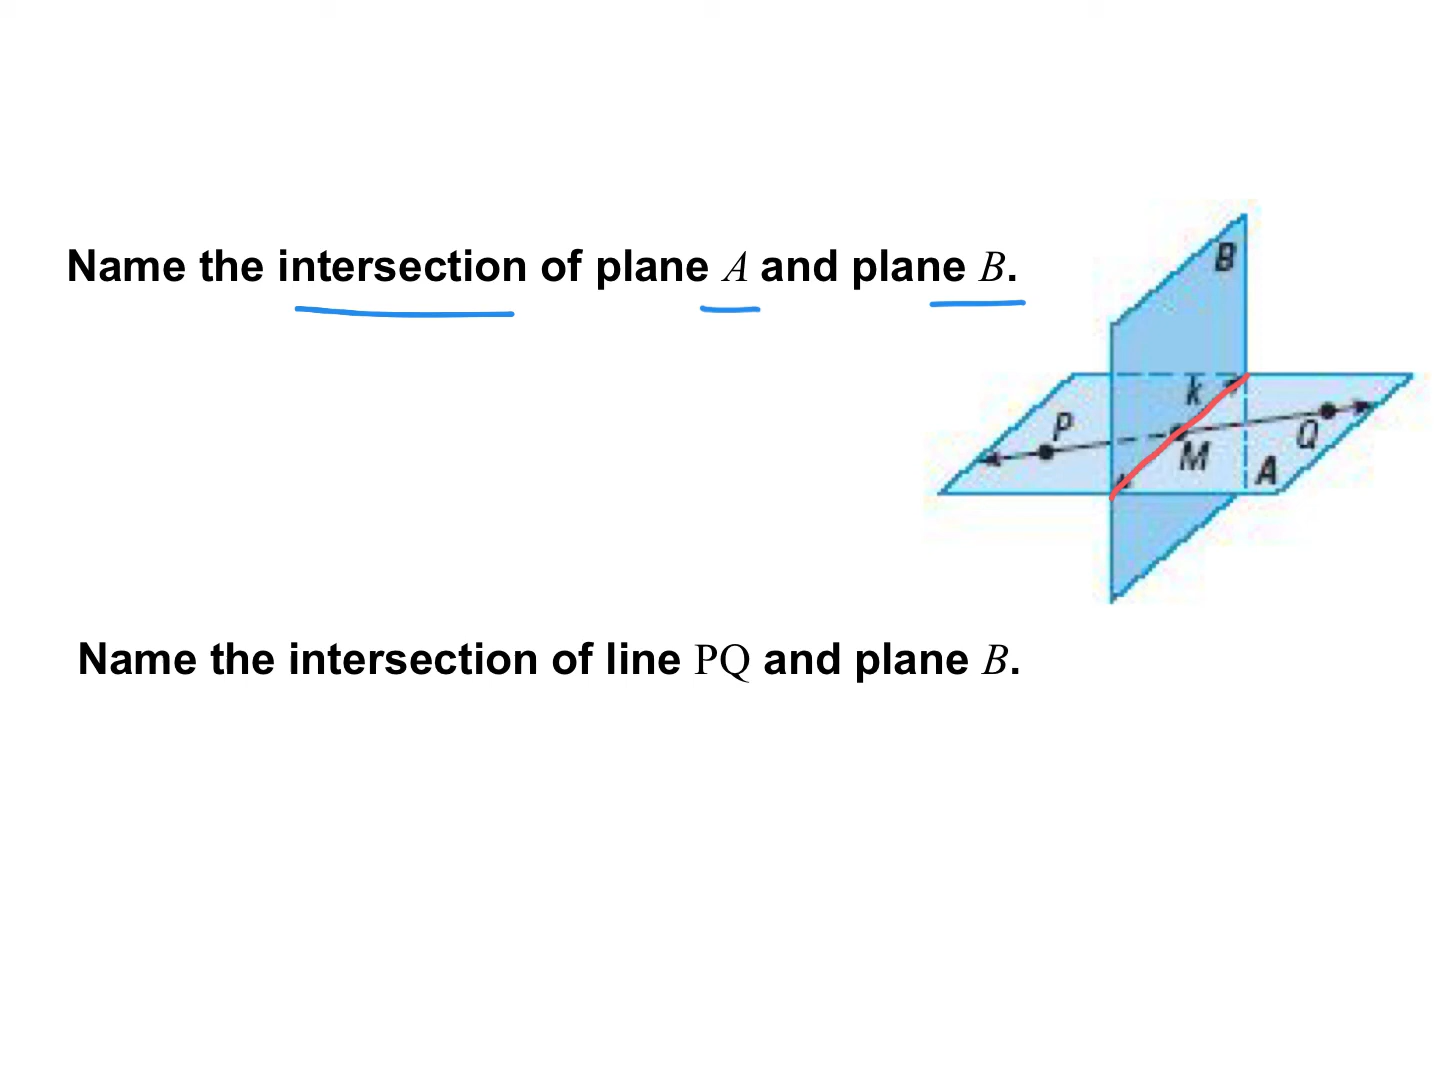 Name the intersection of plane A and plane B.
B
k
P
Q
M
A
Name the intersection of line PQ and plane B.